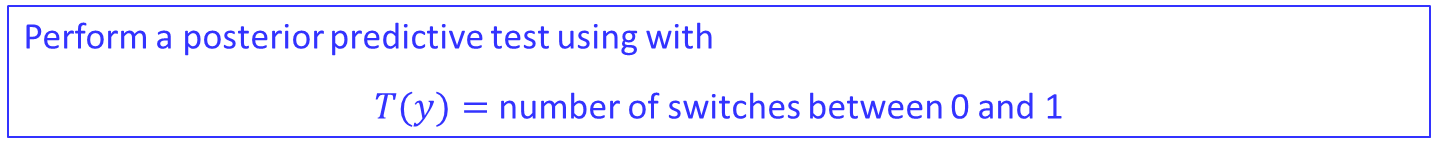 Perform a posterior predictive test using with
𝑇(𝑦) = number of switches between 0 and 1